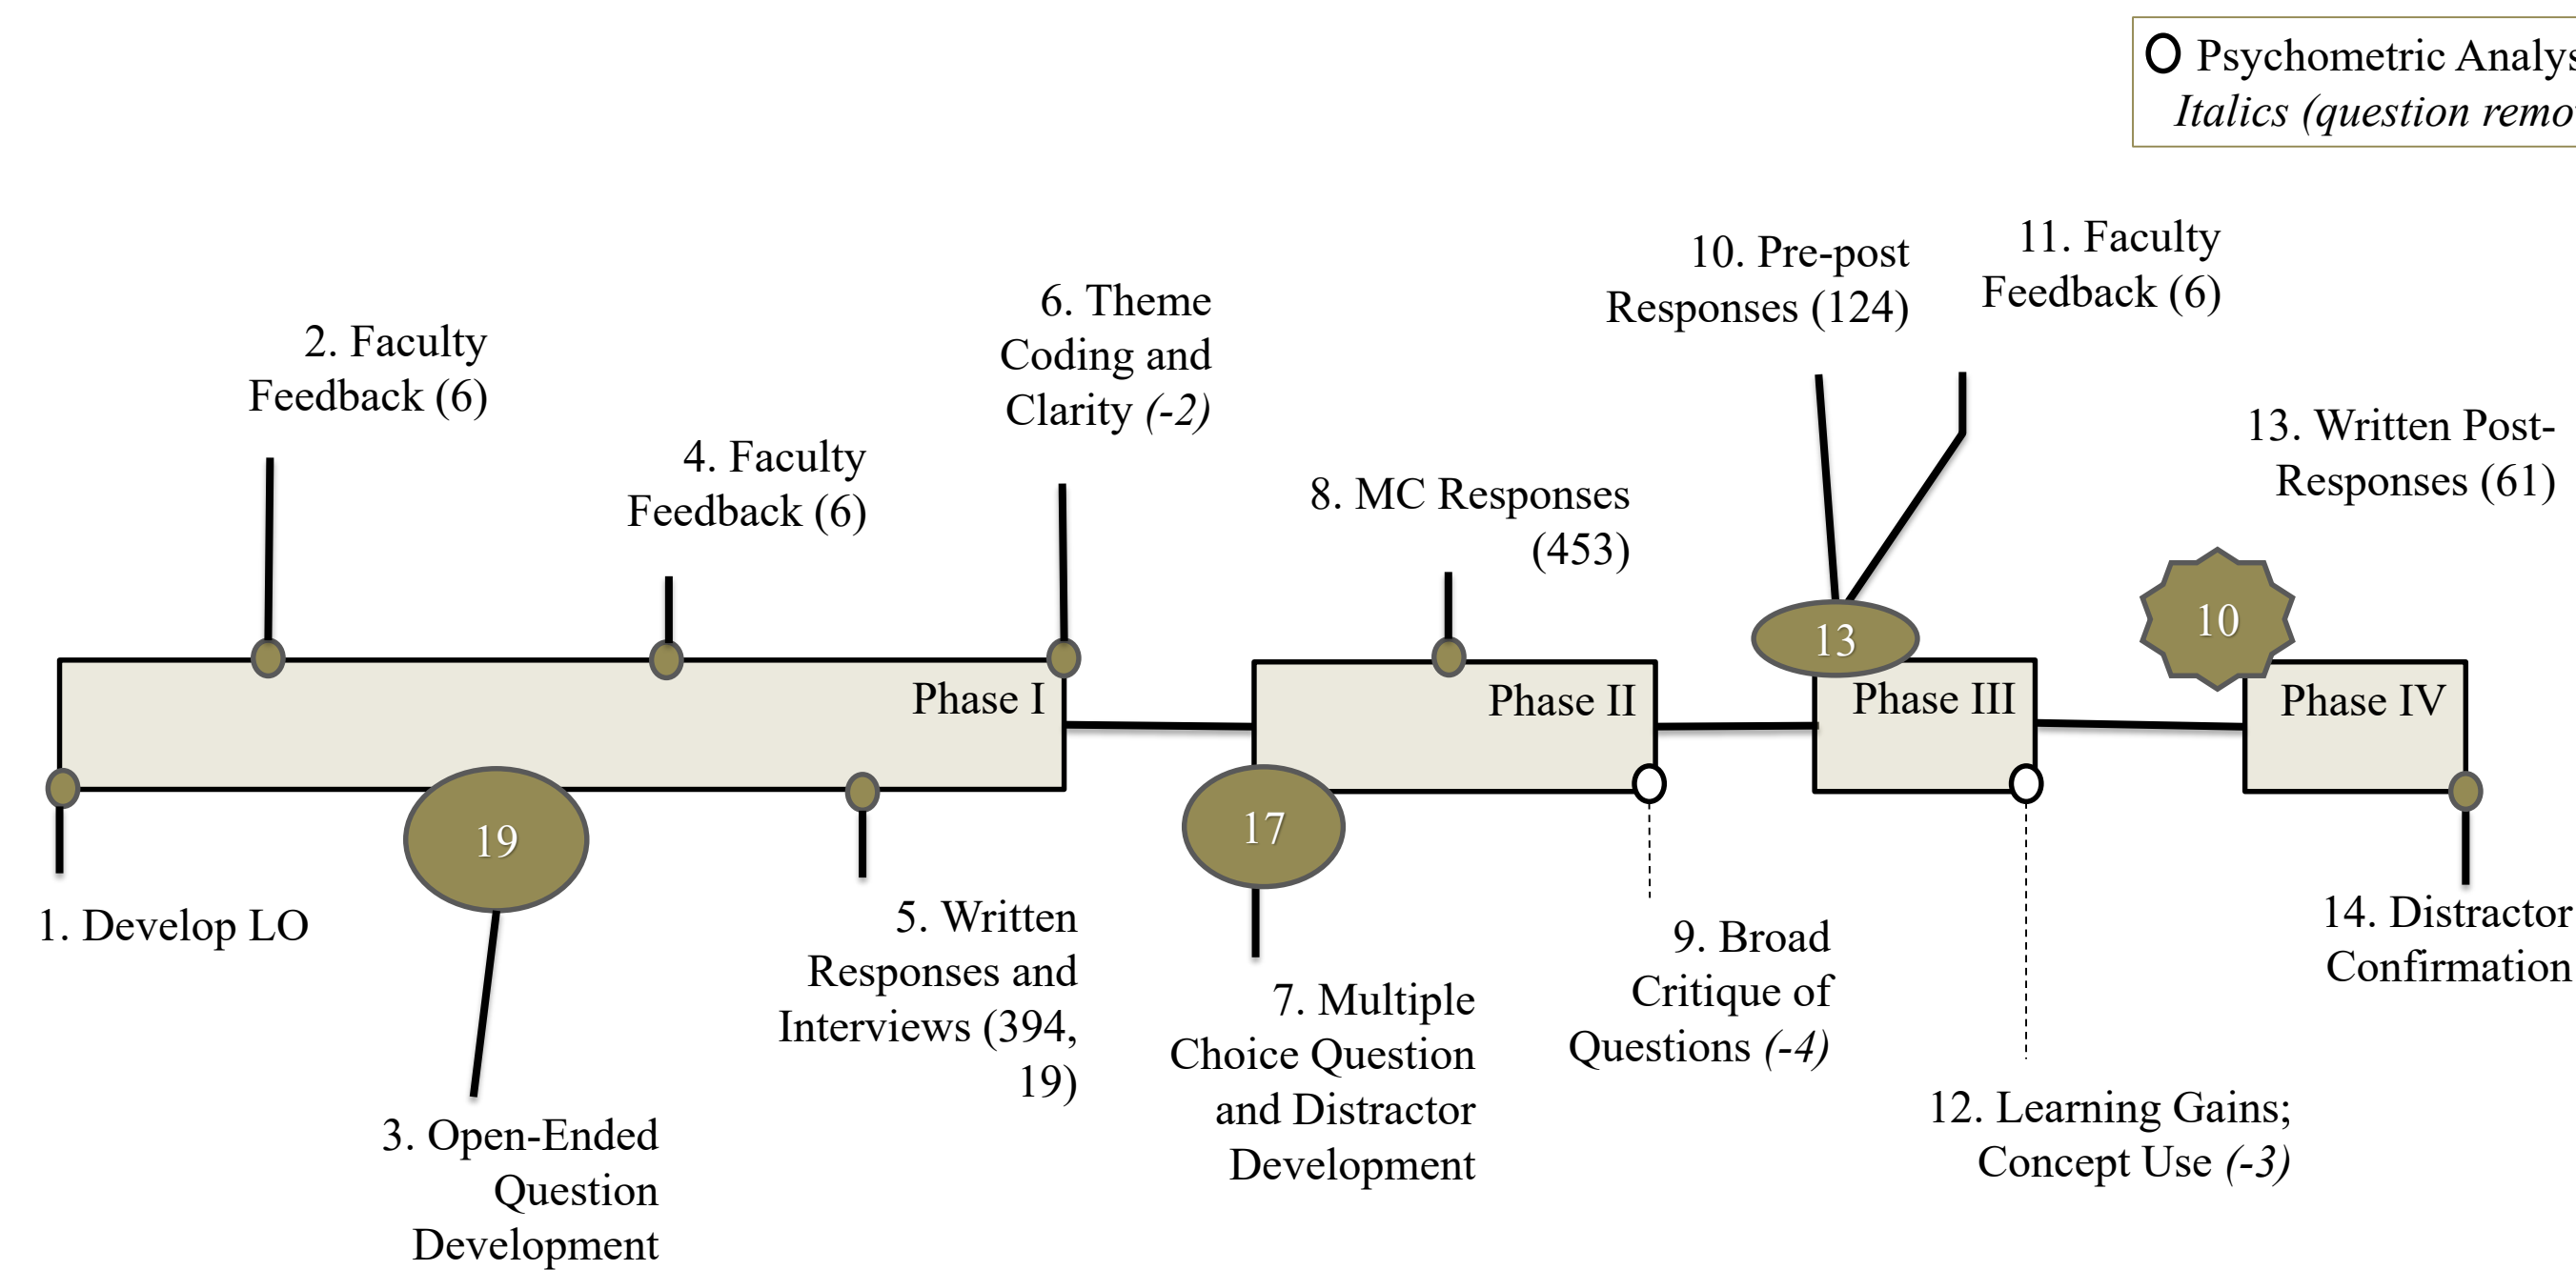 Psychometric Analys
Italics (question remo
10. Pre-post
Responses (124)
11. Faculty
Feedback (6)
6. Theme
Coding and
Clarity (-2)
2. Faculty
Feedback (6)
4. Faculty
Feedback (6)
8. MC Responses
(453)
13. Written Post-
Responses (61)
13
10
Phase I
Phase II
Phase III
Phase IV
19
17
1. Develop LO
3. Open-Ended
Question
Development
5. Written
Responses and
Interviews (394,
19)
7. Multiple
Choice Question
and Distractor
Development
9. Broad
Critique of
Questions (-4)
12. Learning Gains;
Concept Use (-3)
14. Distractor
Confirmation